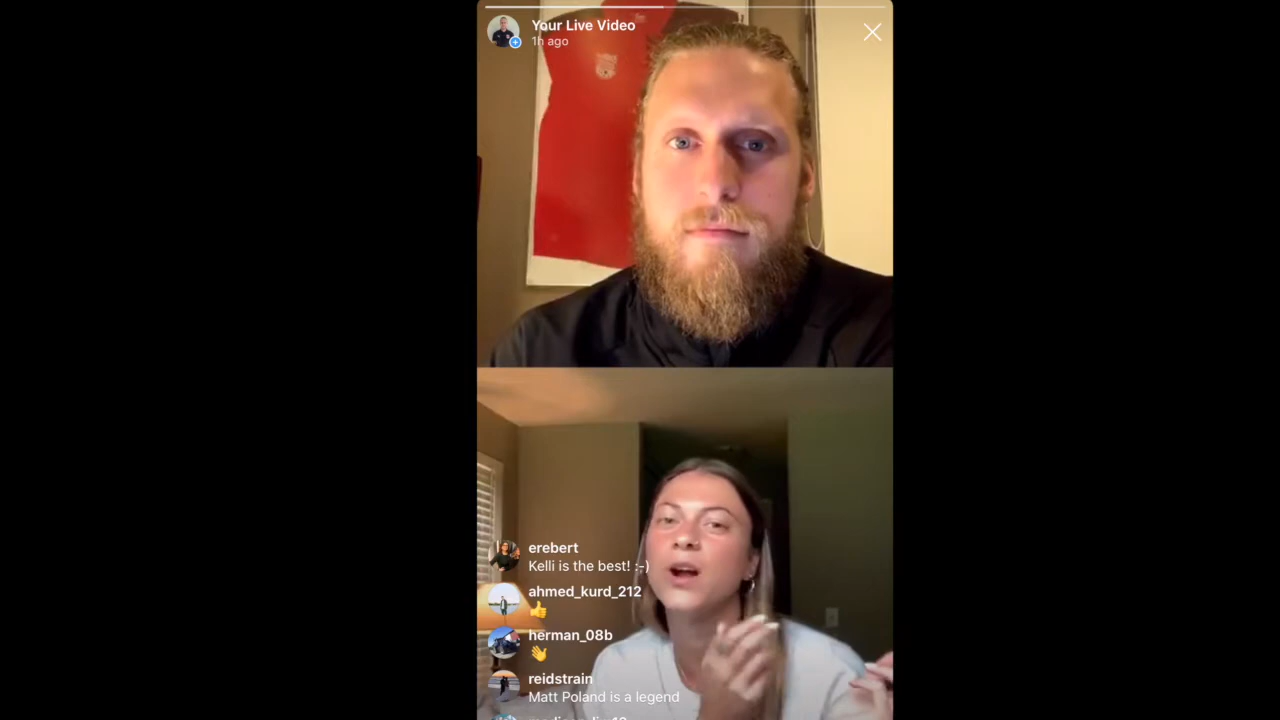 Your Live Video
1h ago
erebert
Kelli is the best! :-)
ahmed_kurd_212
👍
herman_08b
👋
reidstrain
Matt Poland is a legend